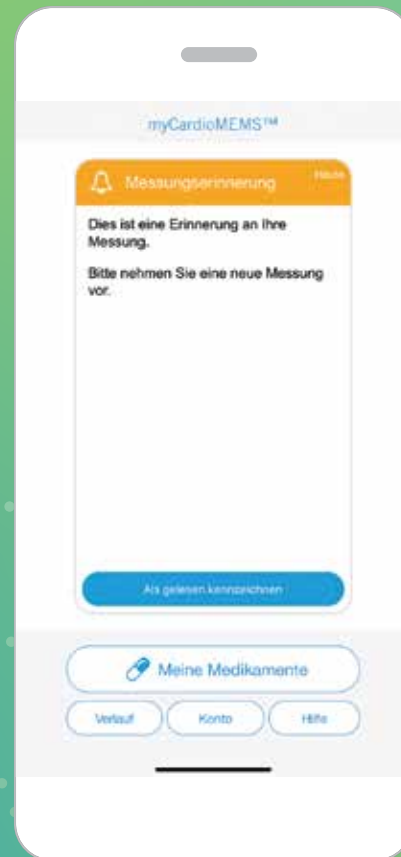 myCardioMEMS™
Messungserinnerung
Heute
Dies ist eine Erinnerung an Ihre
Messung.
Bitte nehmen Sie eine neue Messung
vor.
Als gelesen kennzeichnen
Meine Medikamente
Verlauf
Konto
Hilfe